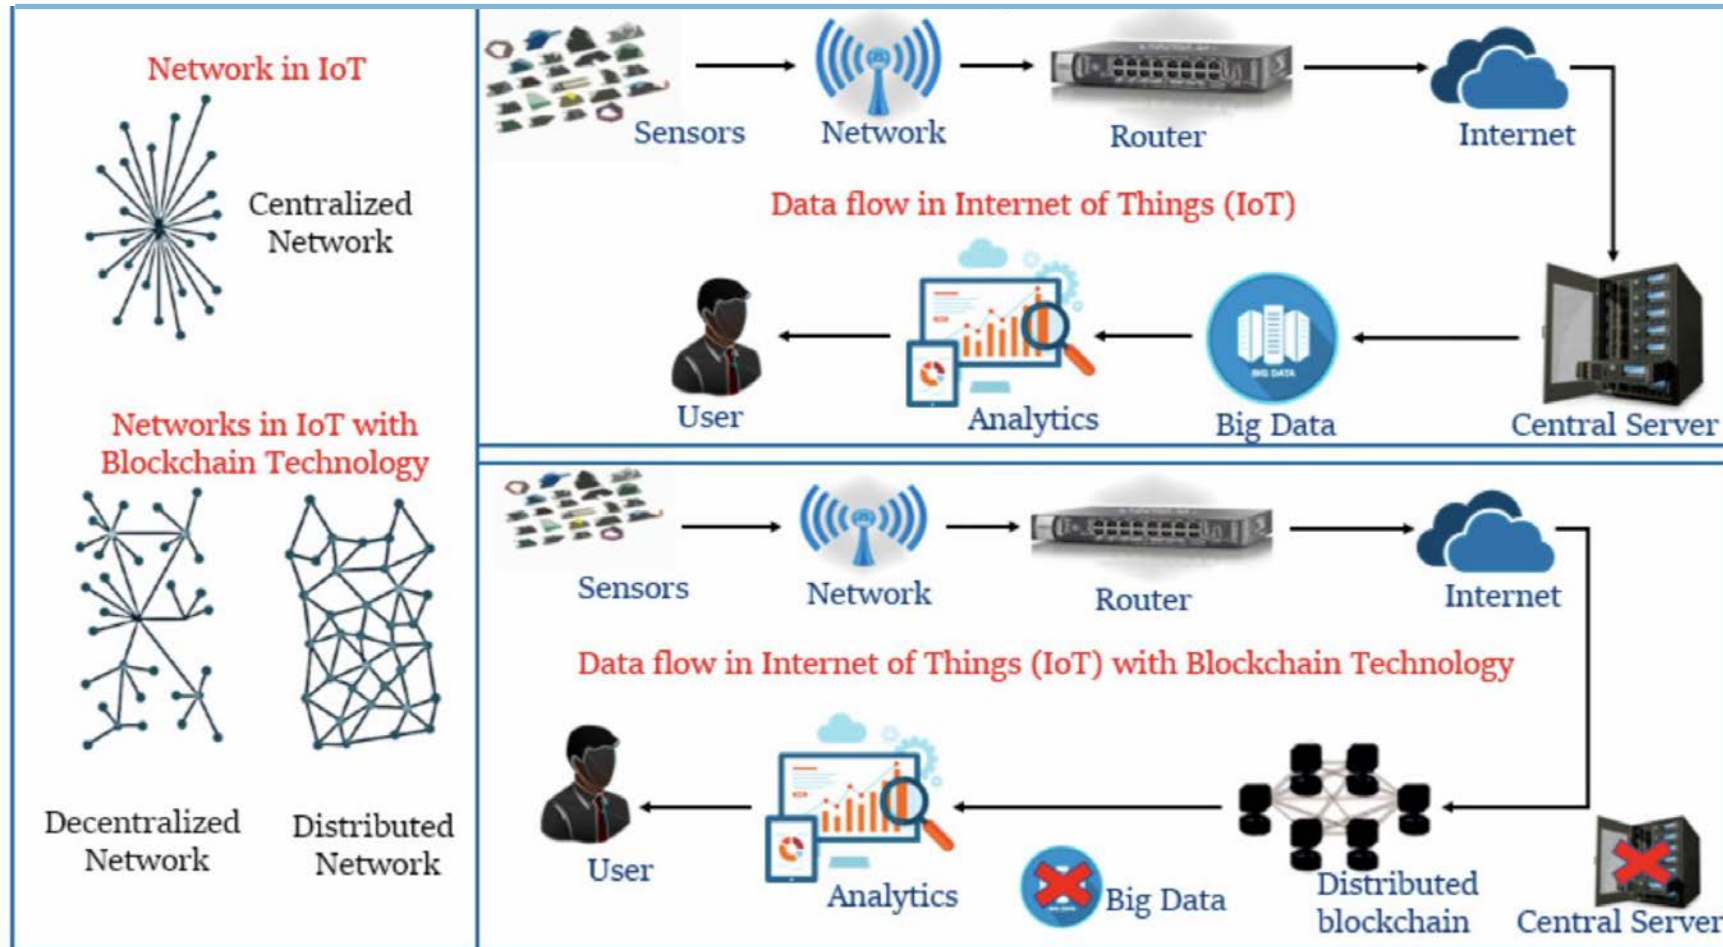 Network in IoT
Centralized
Network
Networks in IoT with
Blockchain Technology
Decentralized
Network
Distributed
Network
Sensors
Network
Router
Internet
Data flow in Internet of Things (IoT)
User
Analytics
BIG DATA
Big Data
Central Server
Sensors
Network
Router
Internet
Data flow in Internet of Things (IoT) with Blockchain Technology
User
Analytics
Big Data
Distributed
blockchain
Central Server